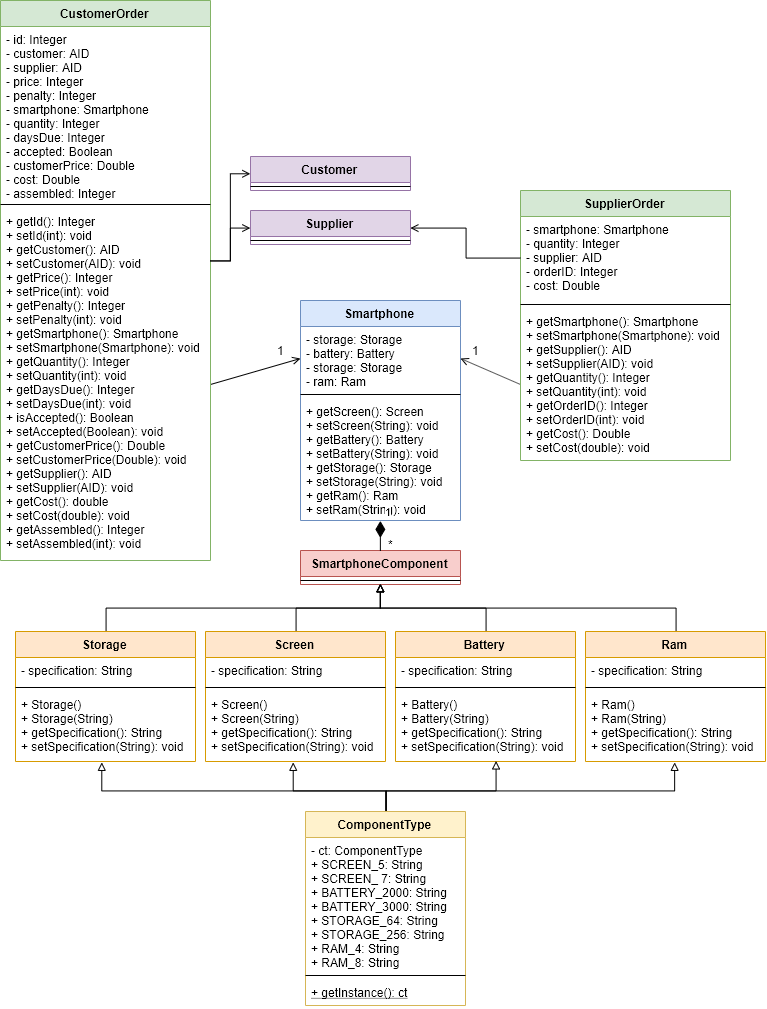 CustomerOrder
- id: Integer
- customer: AID
- supplier: AID
- price: Integer
- penalty: Integer
- smartphone: Smartphone
- quantity: Integer
- daysDue: Integer
- accepted: Boolean
- customerPrice: Double
- cost: Double
- assembled: Integer
+ getId(): Integer
+ setId(int): void
+ getCustomer(): AID
+ setCustomer(AID): void
+ getPrice(): Integer
+ setPrice(int): void
+ getPenalty(): Integer
+ setPenalty(int): void
+ getSmartphone(): Smartphone
+ setSmartphone(Smartphone): void
+ getQuantity(): Integer
+ setQuantity(int): void
+ getDaysDue(): Integer
+ setDaysDue(int): void
+ isAccepted(): Boolean
+ setAccepted(Boolean): void
+ getCustomerPrice(): Double
+ setCustomerPrice(Double): void
+ getSupplier(): AID
+ setSupplier(AID): void
+ getCost(): double
+ setCost(double): void
+ getAssembled(): Integer
+ setAssembled(int): void
Customer
Supplier
SupplierOrder
- smartphone: Smartphone
- quantity: Integer
- supplier: AID
- orderID: Integer
- cost: Double
+ getSmartphone(): Smartphone
+ setSmartphone(Smartphone): void
+ getSupplier(): AID
+ setSupplier(AID): void
+ getQuantity(): Integer
+ setQuantity(int): void
+ getOrderID(): Integer
+ setOrderID(int): void
+ getCost(): Double
+ setCost(double): void
1
1
Smartphone
- storage: Storage
- battery: Battery
- storage: Storage
- ram: Ram
+ getScreen(): Screen
+ setScreen(String): void
+ getBattery(): Battery
+ setBattery(String): void
+ getStorage(): Storage
+ setStorage(String): void
+ getRam(): Ram
+ setRam(String): void
1
*
SmartphoneComponent
Storage
- specification: String
+ Storage()
+ Storage(String)
+ getSpecification(): String
+ setSpecification(String): void
Screen
- specification: String
+ Screen()
+ Screen(String)
+ getSpecification(): String
+ setSpecification(String): void
Battery
- specification: String
+ Battery()
+ Battery(String)
+ getSpecification(): String
+ setSpecification(String): void
Ram
- specification: String
+ Ram()
+ Ram(String)
+ getSpecification(): String
+ setSpecification(String): void
ComponentType
- ct: ComponentType
+ SCREEN_5: String
+ SCREEN_ 7: String
+ BATTERY_2000: String
+ BATTERY_3000: String
+ STORAGE_64: String
+ STORAGE_256: String
+ RAM_4: String
+ RAM_8: String
+ getInstance(): ct